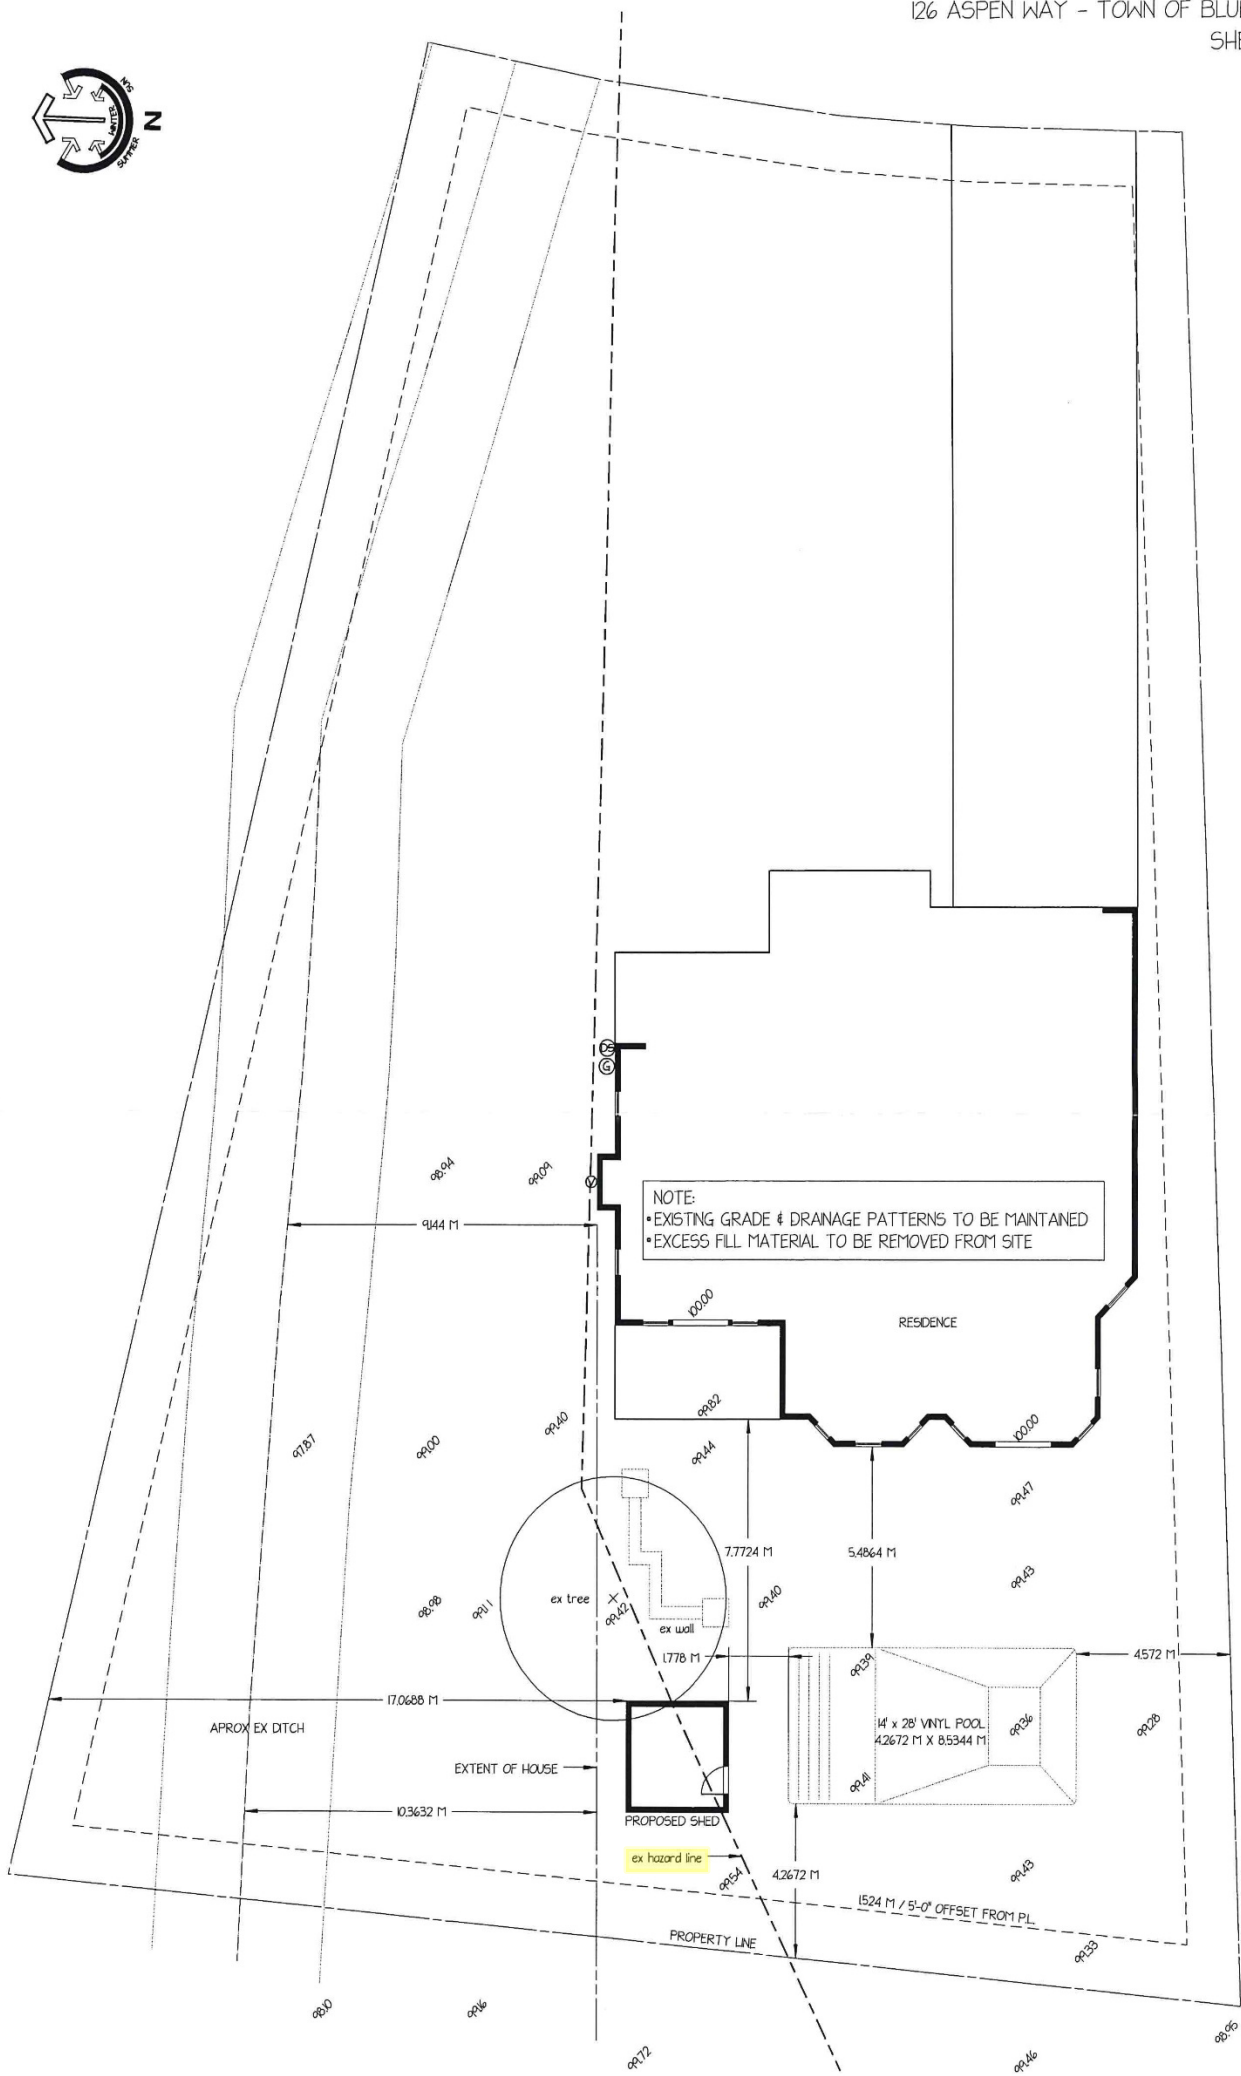 126 ASPEN WAY - TOWN OF BLU
SHE
SUN
WINTER
SUMMER
N
DS
G
98.94
99.09
V
NOTE:
•EXISTING GRADE & DRAINAGE PATTERNS TO BE MAINTAINED
•EXCESS FILL MATERIAL TO BE REMOVED FROM SITE
9.144 M
100.00
RESIDENCE
99.82
100.00
97.87
99.00
99.40
99.44
99.47
7.7724 M
5.4864 M
99.43
98.98
99.11
ex tree
99.42
99.40
ex wall
1.778 M
99.39
4.572 M
17.0688 M
APROX EX DITCH
14' x 28' VINYL POOL
4.2672 M X 8.5344 M
99.36
99.28
EXTENT OF HOUSE
99.41
10.3632 M
PROPOSED SHED
ex hazard line
99.54
4.2672 M
99.43
1.524 M / 5'-0" OFFSET FROM P.L.
PROPERTY LINE
99.33
98.10
99.16
99.72
99.46
98.95